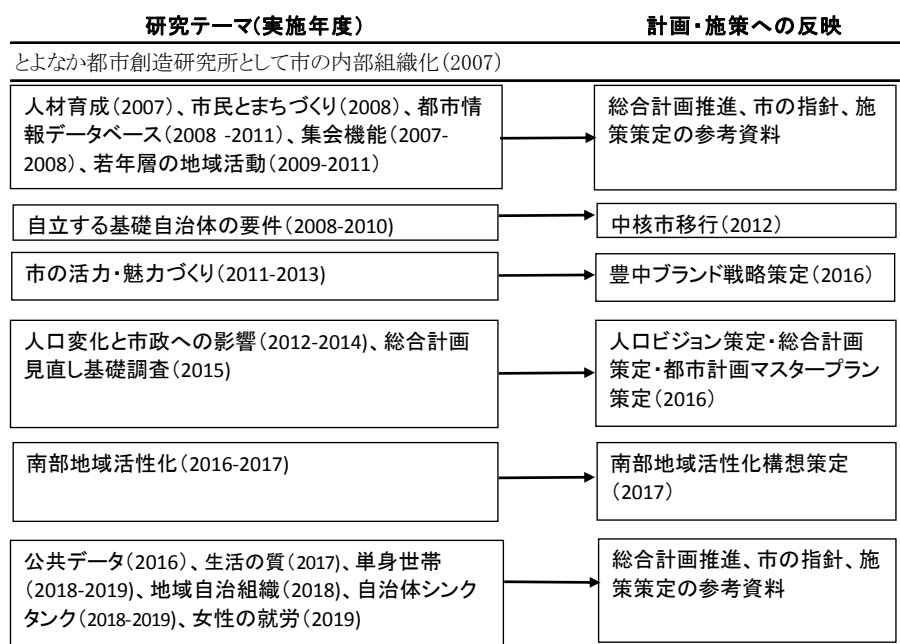 研究テーマ(実施年度)
計画・施策への反映
とよなか都市創造研究所として市の内部組織化(2007)
人材育成(2007)、市民とまちづくり(2008)、都市情
報データベース(2008 -2011)、集会機能(2007-
2008)、若年層の地域活動(2009-2011)
総合計画推進、市の指針、施
策策定の参考資料
自立する基礎自治体の要件(2008-2010)
中核市移行(2012)
市の活力・魅力づくり(2011-2013)
豊中ブランド戦略策定(2016)
人口変化と市政への影響(2012-2014)、総合計画
見直し基礎調査(2015)
人口ビジョン策定・総合計画
策定・都市計画マスタープラン
策定(2016)
南部地域活性化(2016-2017)
南部地域活性化構想策定
(2017)
公共データ(2016)、生活の質(2017)、単身世帯
(2018-2019)、地域自治組織(2018)、自治体シンク
タンク(2018-2019)、女性の就労(2019)
総合計画推進、市の指針、施
策策定の参考資料